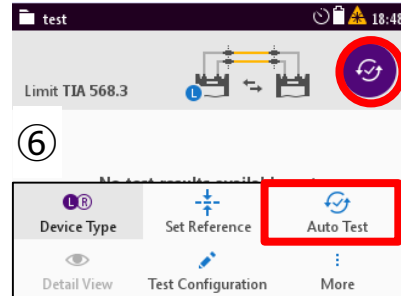 test 18:48
Limit TIA 568.3
L
⑥
No test results available
L R
Device Type Set Reference Auto Test
Detail View Test Configuration More